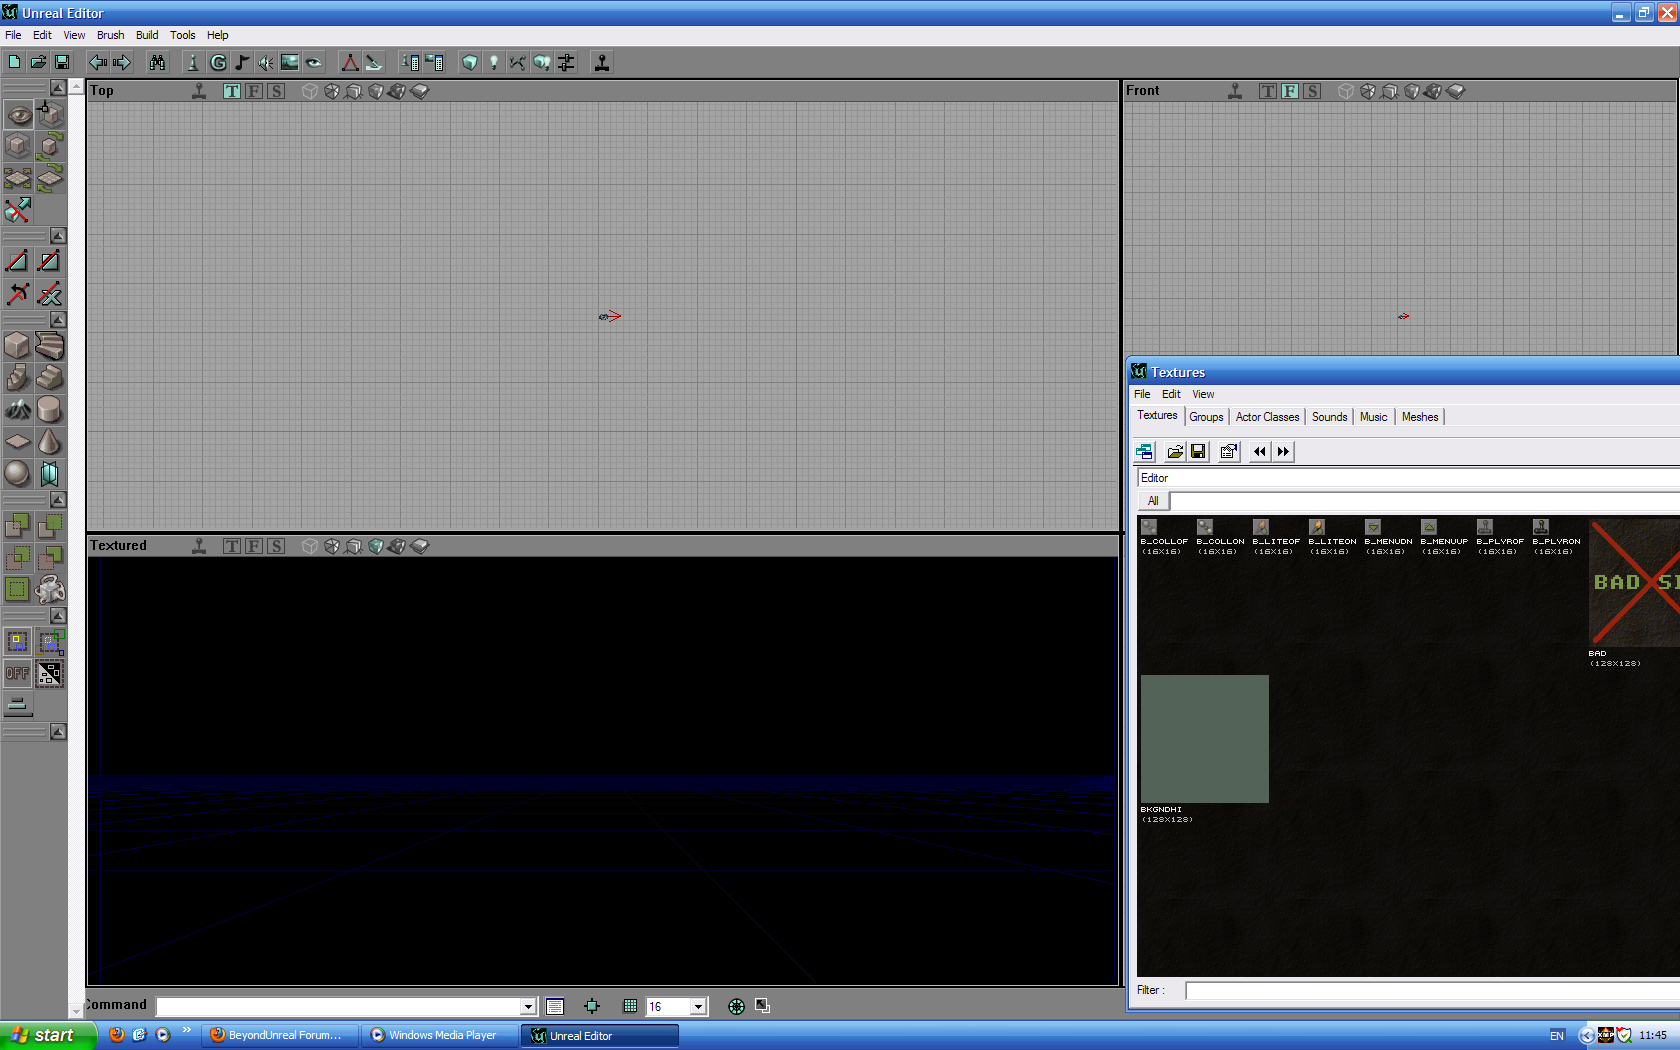 Unreal Editor
File Edit View Brush Build Tools Help
Top T F S
Front T F S
Textures
File Edit View
Textures Groups Actor Classes Sounds Music Meshes
Editor
All
B_COLLOF B_COLLON B_LITEOF B_LITEON B_MENUDN B_MENUUP B_PLYROF B_PLYRON
(16X16) (16X16) (16X16) (16X16) (16X16) (16X16) (16X16) (16X16)
BAD SI
BAD
(128X128)
BKGNDHI
(128X128)
Filter :
OFF
Textured T F S
Command 16
start BeyondUnreal Forum... Windows Media Player Unreal Editor EN 11:45